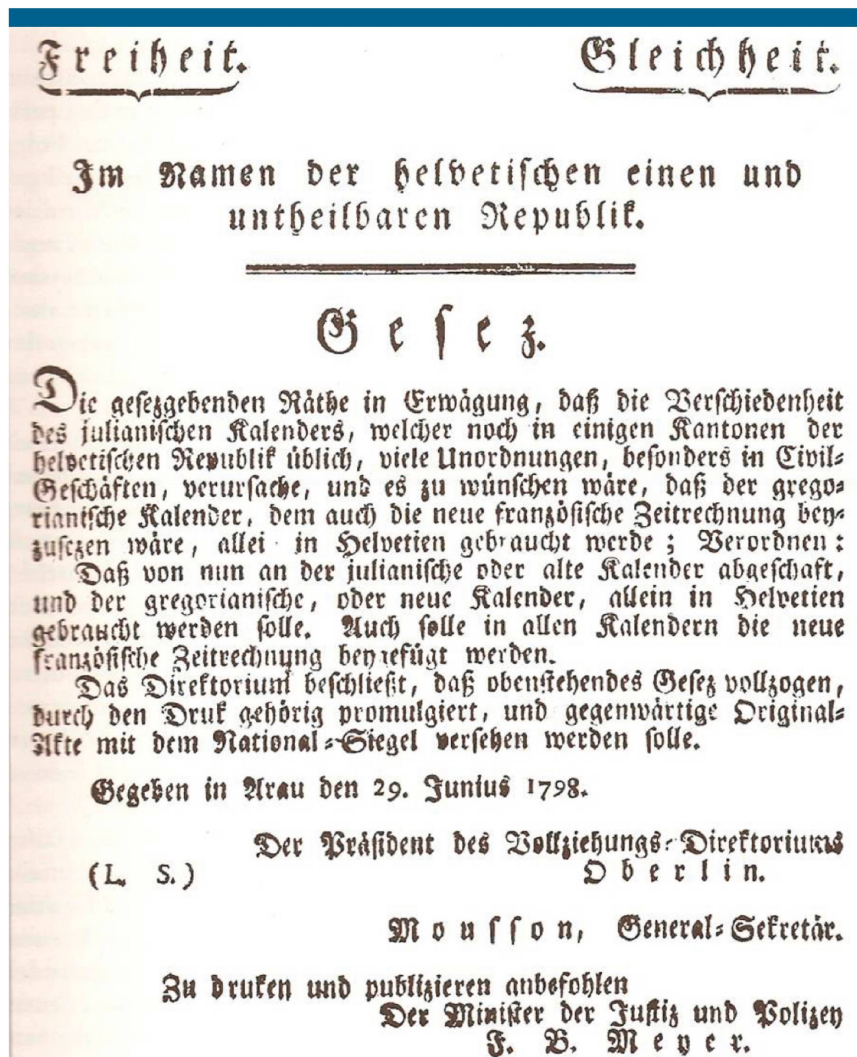 Freiheit. Gleichheit.
Im Namen der helvetischen einen und
untheilbaren Republik.
Gesez.
Die gesezgebenden Räthe in Erwägung, daß die Verschiedenheit
des julianischen Kalenders, welcher noch in einigen Kantonen der
helvetischen Republik üblich, viele Unordnungen, besonders in Civil-
Geschäften, verursache, und es zu wünschen wäre, daß der grego-
rianische Kalender, dem auch die neue französische Zeitrechnung bey-
zusezen wäre, allei in Helvetien gebraucht werde; Verordnen:
Daß von nun an der julianische oder alte Kalender abgeschaft,
und der gregorianische, oder neue Kalender, allein in Helvetien
gebraucht werden solle. Auch solle in allen Kalendern die neue
französische Zeitrechnung beygefügt werden.
Das Direktorium beschließt, daß obenstehendes Gesez vollzogen,
durch den Druk gehörig promulgiert, und gegenwärtige Original-
Akte mit dem National-Siegel versehen werden solle.
Gegeben in Arau den 29. Junius 1798.
Der Präsident des Vollziehungs-Direktoriums
(L. S.) Oberlin.
Mousson, General-Sekretär.
Zu druken und publizieren anbefohlen
Der Minister der Justiz und Polizey
F. B. Meyer.